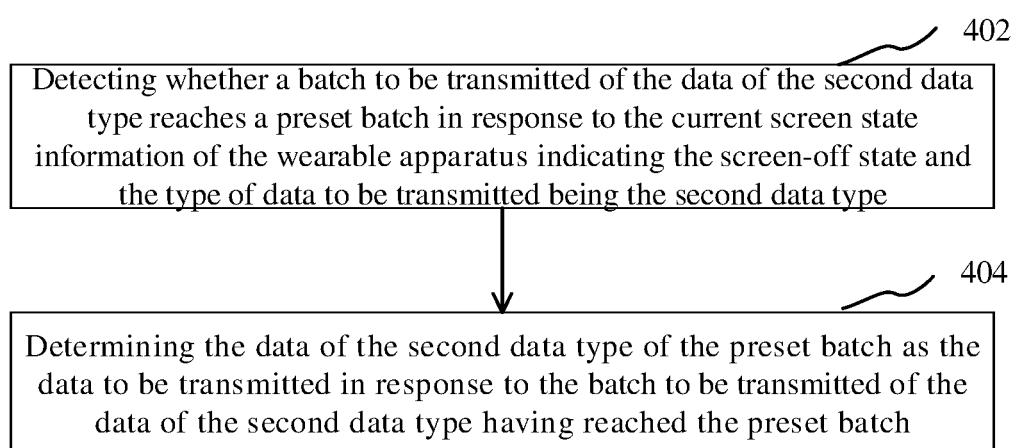 402
Detecting whether a batch to be transmitted of the data of the second data
type reaches a preset batch in response to the current screen state
information of the wearable apparatus indicating the screen-off state and
the type of data to be transmitted being the second data type
404
Determining the data of the second data type of the preset batch as the
data to be transmitted in response to the batch to be transmitted of the
data of the second data type having reached the preset batch